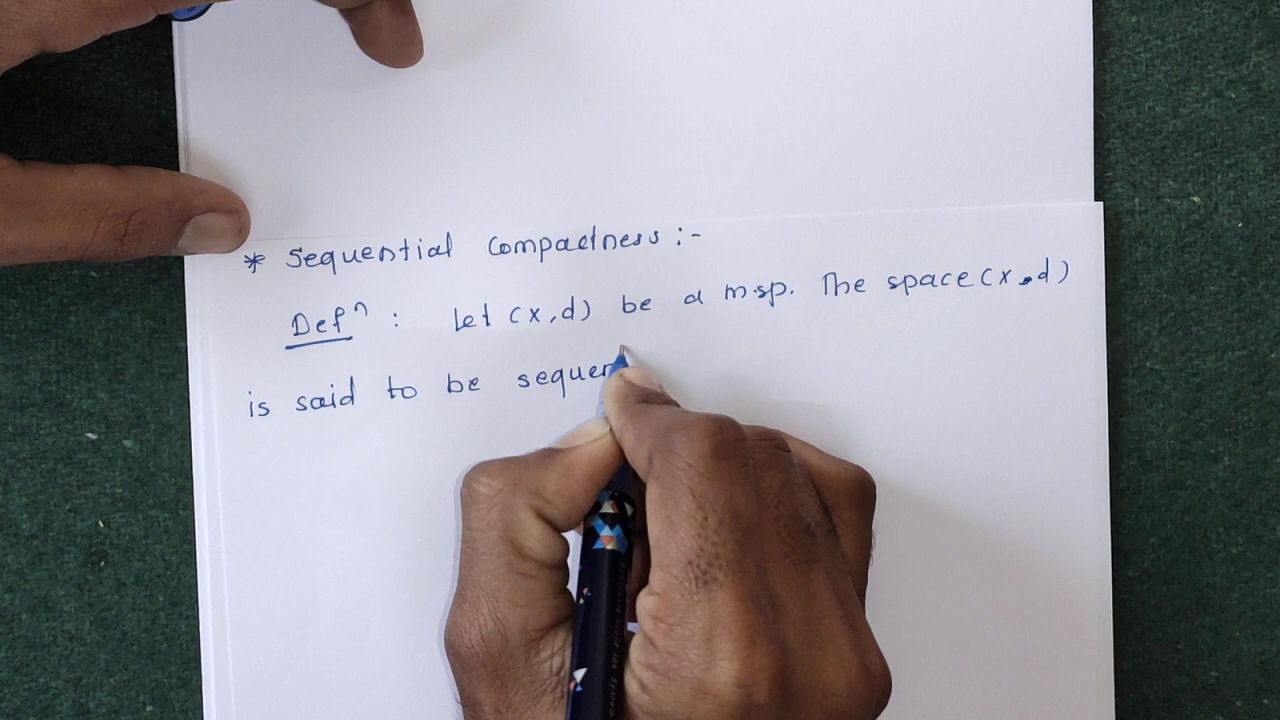 * Sequential compactness :-
Defⁿ : Let (x,d) be a m.sp. The space (x,d)
is said to be sequen